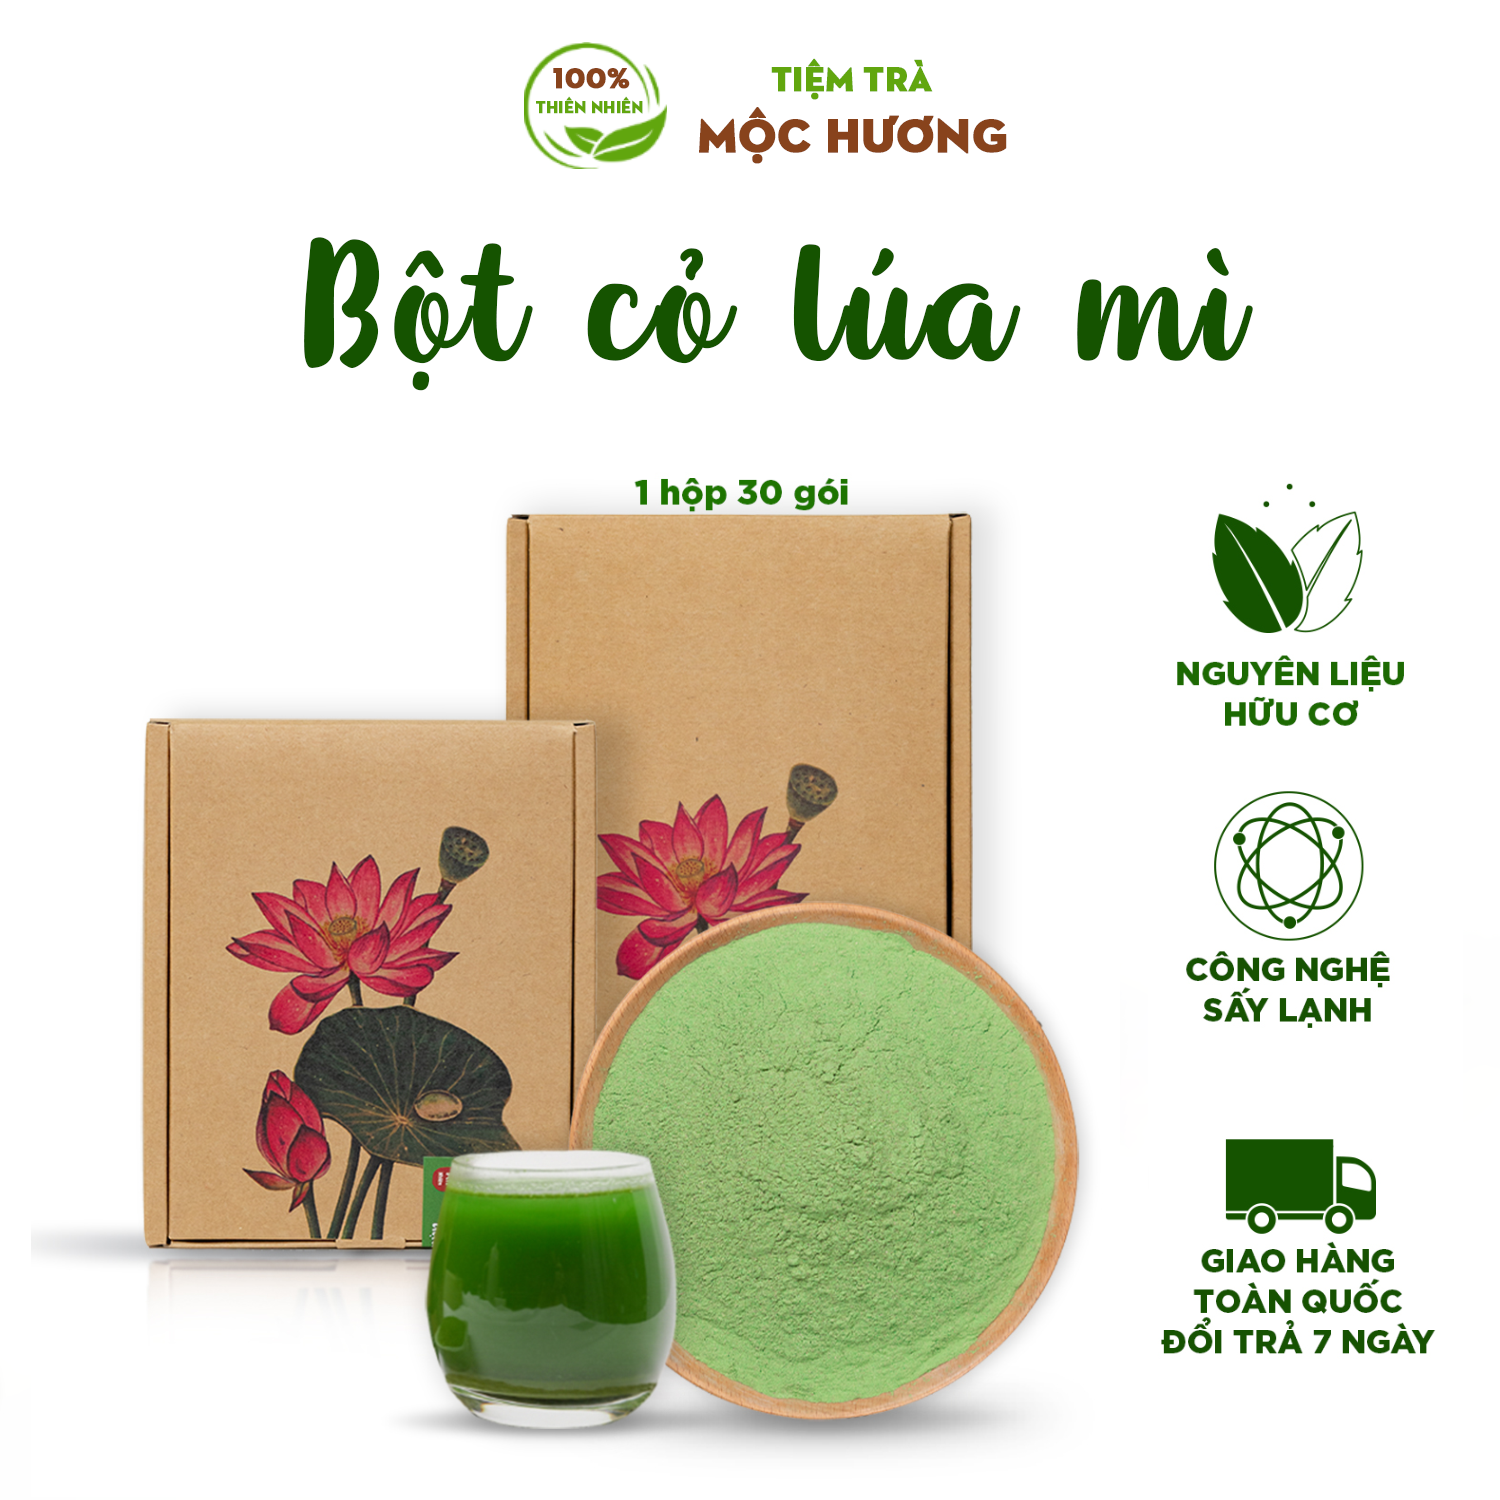 100%
THIÊN NHIÊN
TIỆM TRÀ
MỘC HƯƠNG
Bột cỏ lúa mì
1 hộp 30 gói
NGUYÊN LIỆU
HỮU CƠ
CÔNG NGHỆ
SẤY LẠNH
GIAO HÀNG
TOÀN QUỐC
ĐỔI TRẢ 7 NGÀY